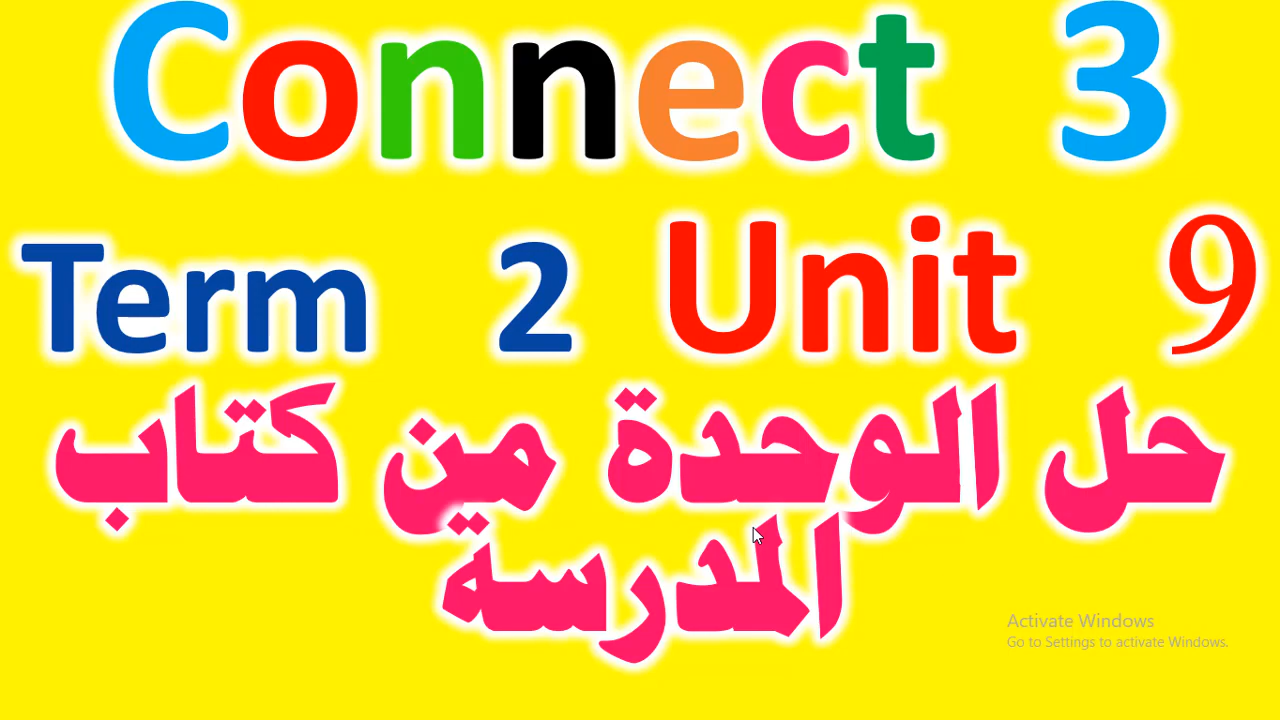 Connect 3
Term 2 Unit 9
حل الوحدة من كتاب
المدرسة
Activate Windows
Go to Settings to activate Windows.